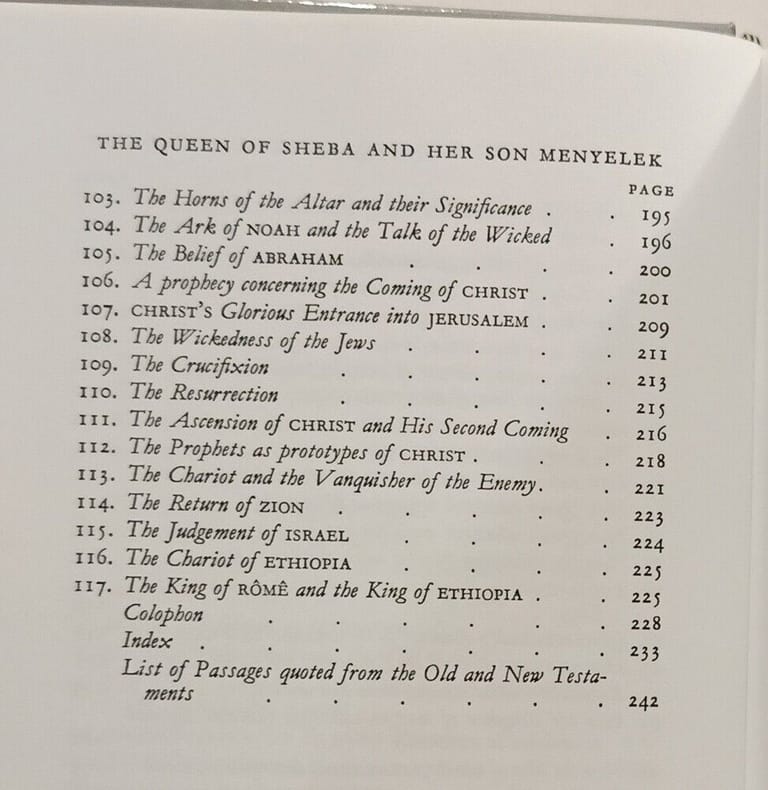 THE QUEEN OF SHEBA AND HER SON MENYELEK
PAGE
103. The Horns of the Altar and their Significance . . 195
104. The Ark of NOAH and the Talk of the Wicked . 196
105. The Belief of ABRAHAM . . . . 200
106. A prophecy concerning the Coming of CHRIST . . 201
107. CHRIST'S Glorious Entrance into JERUSALEM . . 209
108. The Wickedness of the Jews . . . . 211
109. The Crucifixion . . . . . 213
110. The Resurrection . . . . . 215
111. The Ascension of CHRIST and His Second Coming . 216
112. The Prophets as prototypes of CHRIST . . . 218
113. The Chariot and the Vanquisher of the Enemy . . 221
114. The Return of ZION . . . . . 223
115. The Judgement of ISRAEL . . . . 224
116. The Chariot of ETHIOPIA . . . . 225
117. The King of RÔMÊ and the King of ETHIOPIA . . 225
Colophon . . . . . . 228
Index . . . . . . . 233
List of Passages quoted from the Old and New Testa-
ments . . . . . . 242